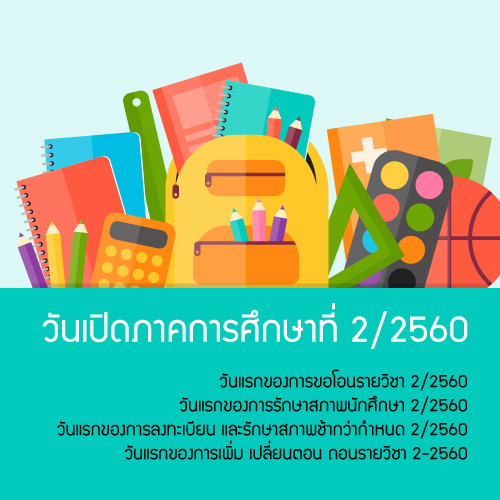 วันเปิดภาคการศึกษาที่ 2/2560
วันแรกของการขอโอนรายวิชา 2/2560
วันแรกของการรักษาสภาพนักศึกษา 2/2560
วันแรกของการลงทะเบียน และรักษาสภาพช้ากว่ากำหนด 2/2560
วันแรกของการเพิ่ม เปลี่ยนตอน ถอนรายวิชา 2-2560